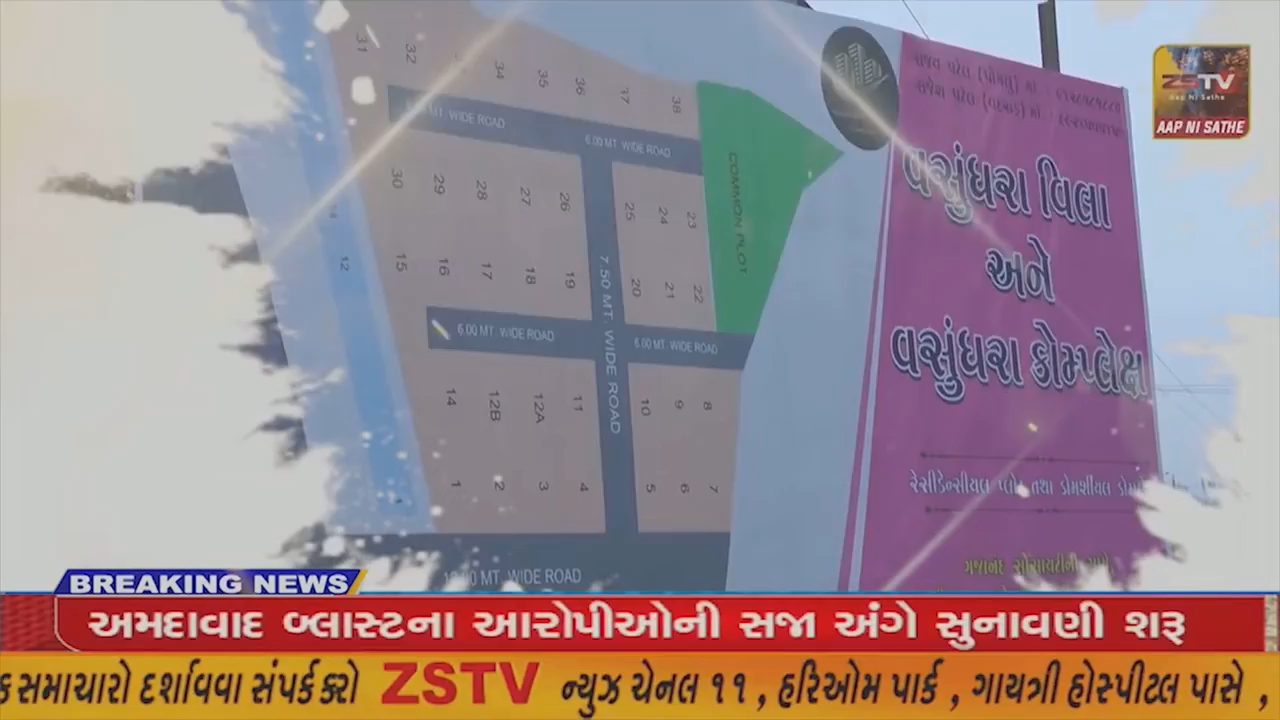 ZSTV
Aap Ni Sathe
AAP NI SATHE
વસુંધરા વિલા
અને
વસુંધરા કોમ્પ્લેક્ષ
રેસીડેન્સીયલ પ્લોટ તથા કોમર્શીયલ
ગજાનંદ સોસાયટીની સામે,
31 32 34 35 36 37 38
MT. WIDE ROAD
6.00 MT. WIDE ROAD
COMMON PLOT
30 29 28 27 26 25 24 23
12 15 16 17 18 19 20 21 22
7.50 MT. WIDE ROAD
6.00 MT. WIDE ROAD
6.00 MT. WIDE ROAD
14 12B 12A 11 10 9 8
1 2 3 4 5 6 7
MT. WIDE ROAD
BREAKING NEWS
અમદાવાદ બ્લાસ્ટના આરોપીઓની સજા અંગે સુનાવણી શરૂ
સમાચારો દર્શાવવા સંપર્ક કરો ZSTV ન્યુઝ ચેનલ ૧૧ , હરિઓમ પાર્ક , ગાયત્રી હોસ્પીટલ પાસે ,